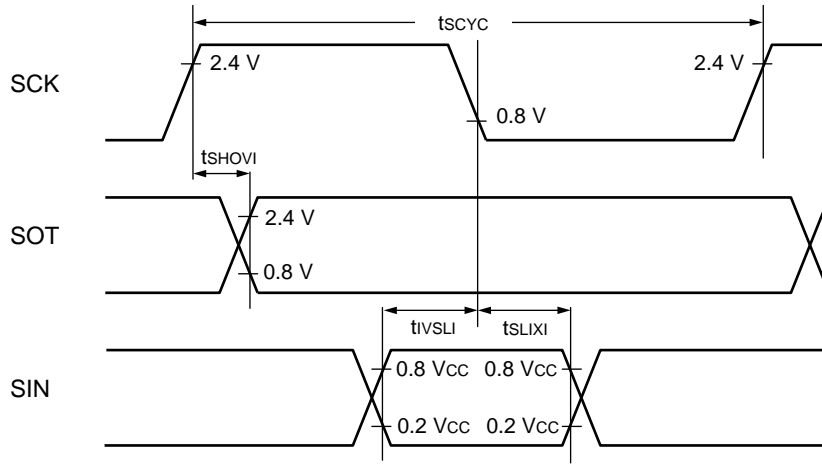 tSCYC
SCK
2.4 V
2.4 V
0.8 V
tSHOVI
SOT
2.4 V
0.8 V
tIVSLI
tSLIXI
SIN
0.8 VCC
0.8 VCC
0.2 VCC
0.2 VCC